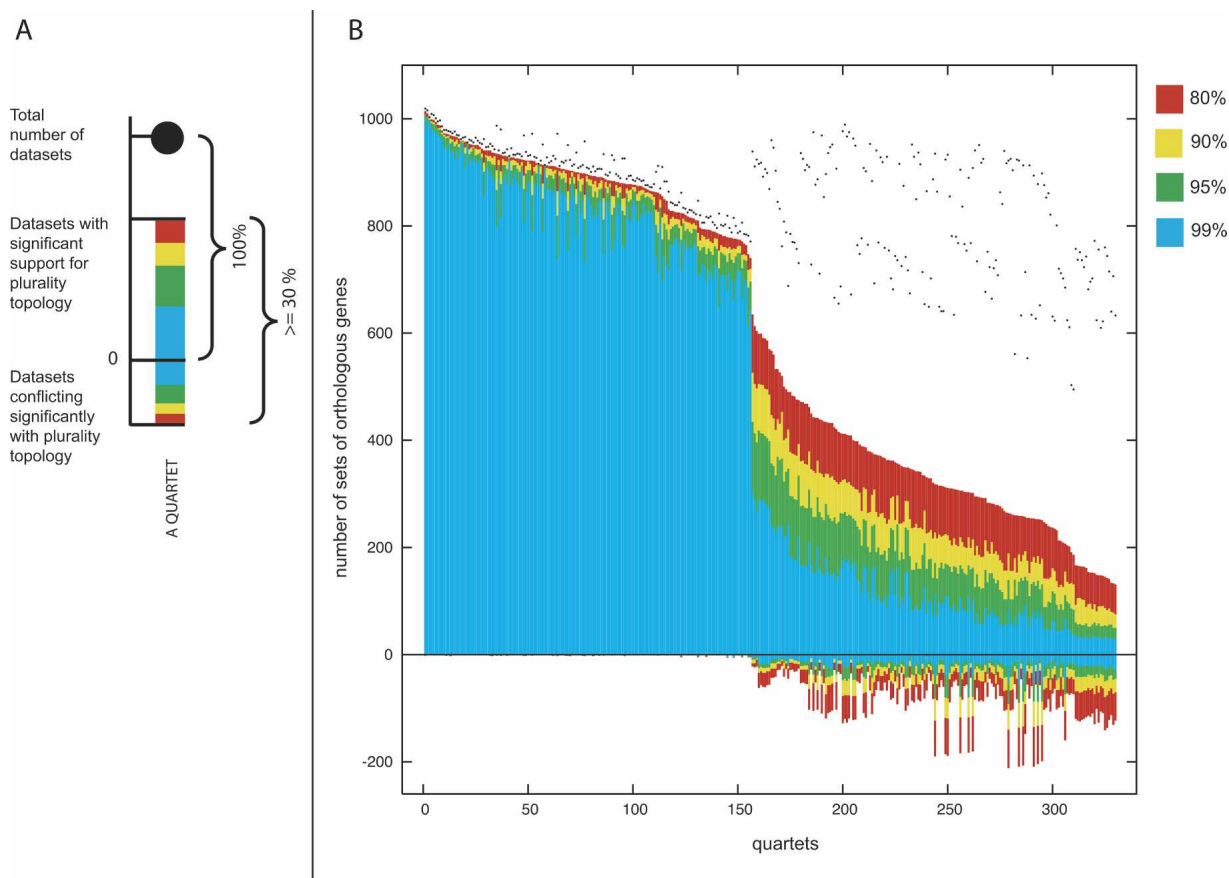 A
Total
number of
datasets
Datasets with
significant
support for
plurality
topology
0
Datasets
conflicting
significantly
with plurality
topology
100%
>= 30 %
A QUARTET
B
number of sets of orthologous genes
1000
800
600
400
200
0
-200
0
50
100
150
200
250
300
quartets
80%
90%
95%
99%